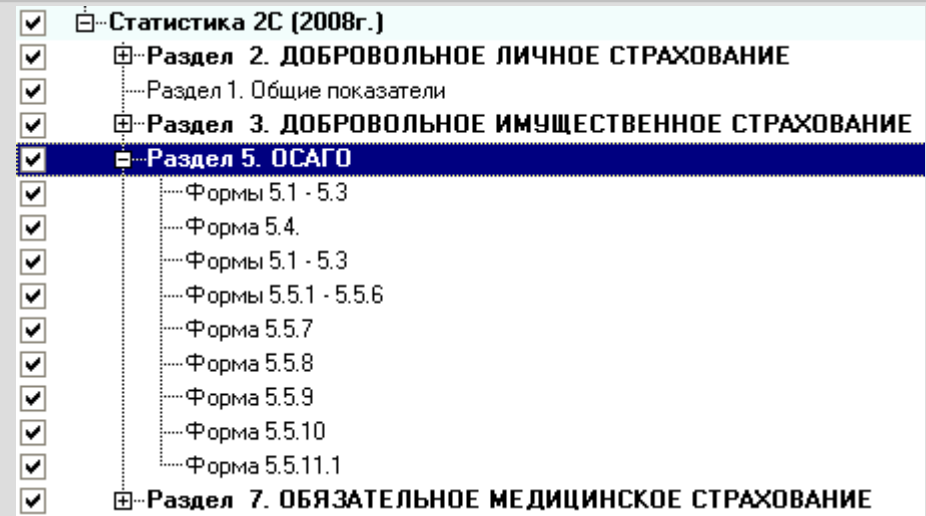 Статистика 2С (2008г.)
Раздел 2. ДОБРОВОЛЬНОЕ ЛИЧНОЕ СТРАХОВАНИЕ
Раздел 1. Общие показатели
Раздел 3. ДОБРОВОЛЬНОЕ ИМУЩЕСТВЕННОЕ СТРАХОВАНИЕ
Раздел 5. ОСАГО
Формы 5.1 - 5.3
Форма 5.4.
Формы 5.1 - 5.3
Формы 5.5.1 - 5.5.6
Форма 5.5.7
Форма 5.5.8
Форма 5.5.9
Форма 5.5.10
Форма 5.5.11.1
Раздел 7. ОБЯЗАТЕЛЬНОЕ МЕДИЦИНСКОЕ СТРАХОВАНИЕ